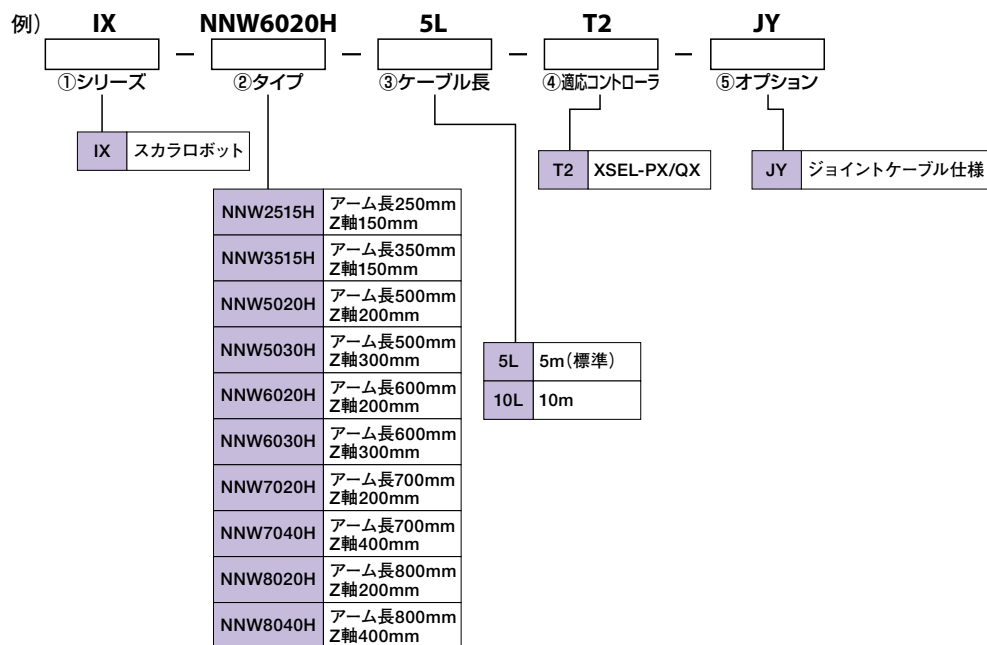 例) IX NNW6020H 5L T2 JY
— — — —
①シリーズ ②タイプ ③ケーブル長 ④適応コントローラ ⑤オプション
IX スカラロボット
T2 XSEL-PX/QX
JY ジョイントケーブル仕様
NNW2515H アーム長250mm
Z軸150mm
NNW3515H アーム長350mm
Z軸150mm
NNW5020H アーム長500mm
Z軸200mm
NNW5030H アーム長500mm
Z軸300mm
NNW6020H アーム長600mm
Z軸200mm
NNW6030H アーム長600mm
Z軸300mm
NNW7020H アーム長700mm
Z軸200mm
NNW7040H アーム長700mm
Z軸400mm
NNW8020H アーム長800mm
Z軸200mm
NNW8040H アーム長800mm
Z軸400mm
5L 5m(標準)
10L 10m